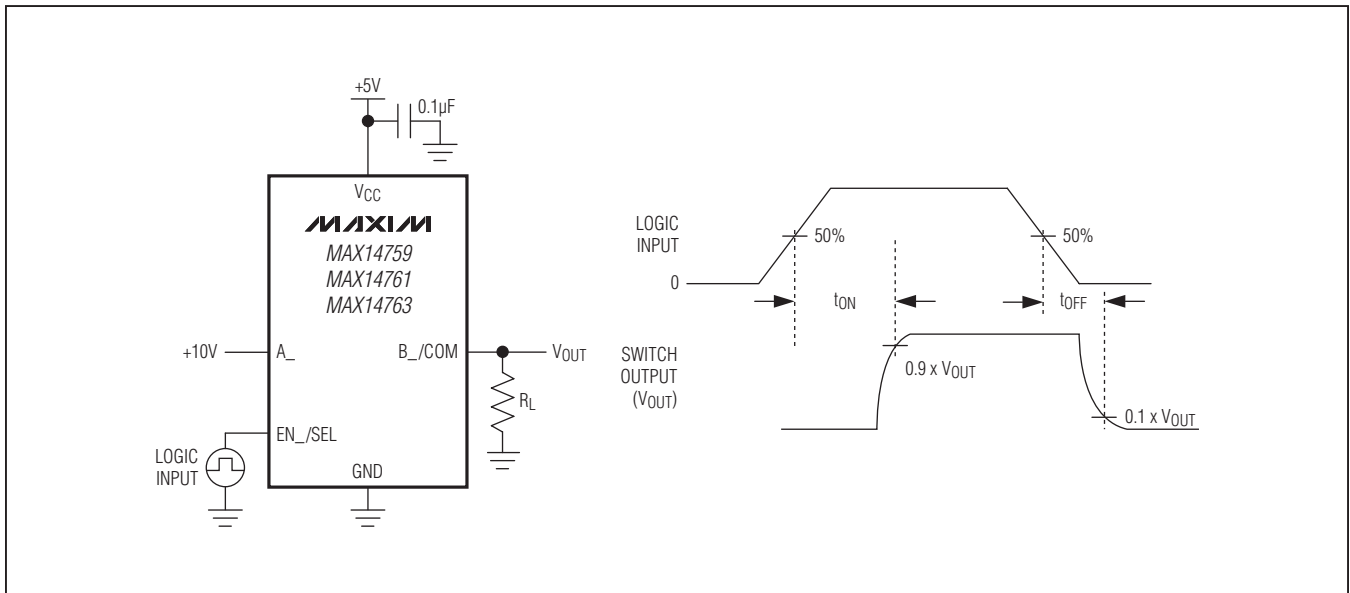 +5V
0.1µF
VCC
MAXIM
MAX14759
MAX14761
MAX14763
+10V
A_
B_/COM
VOUT
RL
EN_/SEL
LOGIC
INPUT
GND
LOGIC
INPUT
50%
50%
0
tON
tOFF
SWITCH
OUTPUT
(VOUT)
0.9 x VOUT
0.1 x VOUT